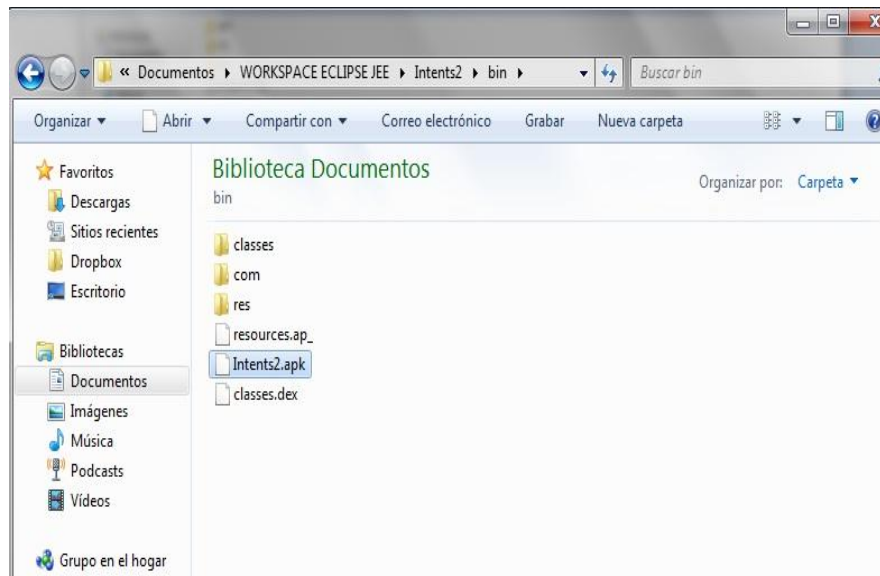 « Documentos ▸ WORKSPACE ECLIPSE JEE ▸ Intents2 ▸ bin ▸ Buscar bin
Organizar Abrir Compartir con Correo electrónico Grabar Nueva carpeta
Favoritos
Descargas
Sitios recientes
Dropbox
Escritorio
Bibliotecas
Documentos
Imágenes
Música
Podcasts
Vídeos
Grupo en el hogar
Biblioteca Documentos
bin
Organizar por: Carpeta
classes
com
res
resources.ap_
Intents2.apk
classes.dex